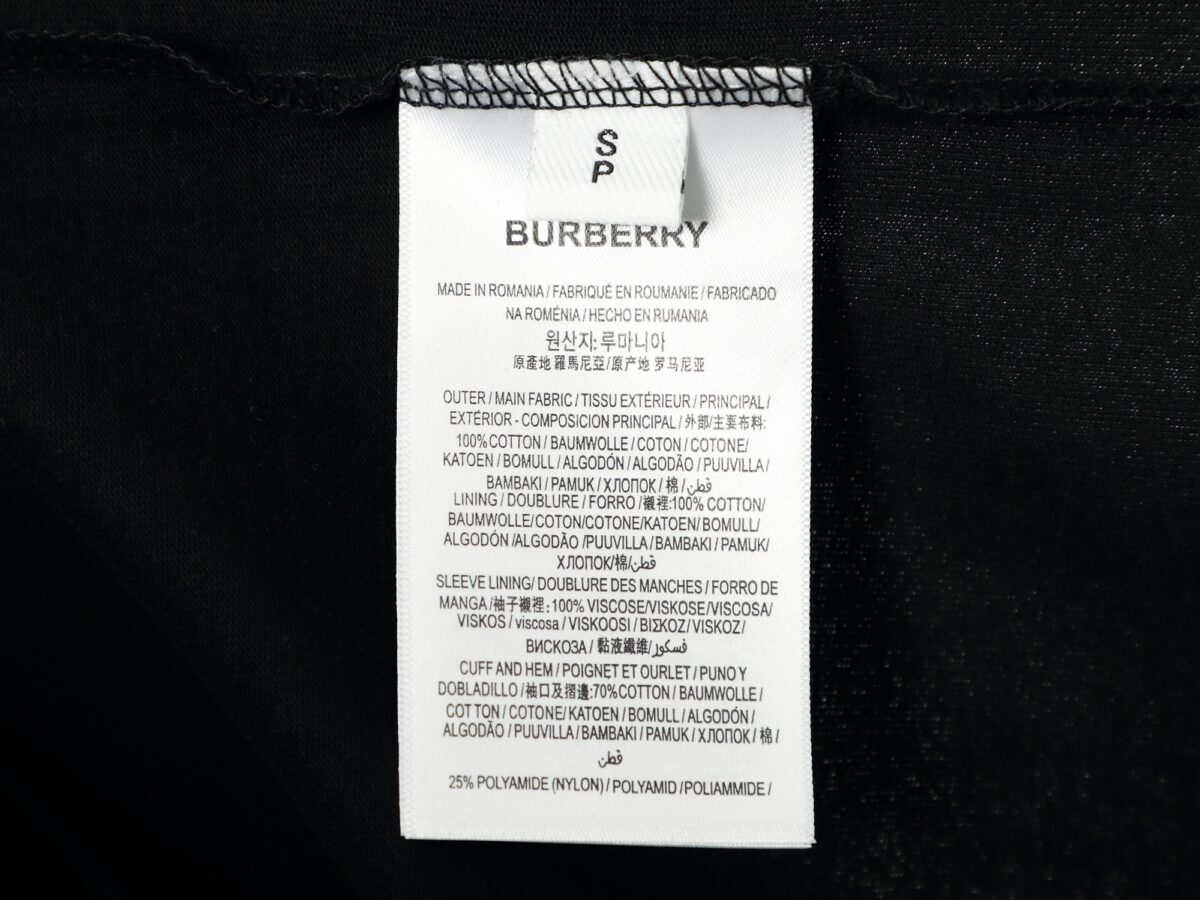 S
P
BURBERRY
MADE IN ROMANIA / FABRIQUÉ EN ROUMANIE / FABRICADO
NA ROMÉNIA / HECHO EN RUMANIA
원산지: 루마니아
原產地 羅馬尼亞/原产地 罗马尼亚
OUTER / MAIN FABRIC / TISSU EXTÉRIEUR / PRINCIPAL /
EXTÉRIOR - COMPOSICION PRINCIPAL / 外部/主要布料:
100% COTTON / BAUMWOLLE / COTON / COTONE/
KATOEN / BOMULL / ALGODÓN / ALGODÃO / PUUVILLA /
BAMBAKI / PAMUK / ХЛОПОК / 棉 / قطن
LINING / DOUBLURE / FORRO /襯裡:100% COTTON/
BAUMWOLLE/COTON/COTONE/KATOEN/ BOMULL/
ALGODÓN /ALGODÃO /PUUVILLA / BAMBAKI / PAMUK/
ХЛОПОК/棉/قطن
SLEEVE LINING/ DOUBLURE DES MANCHES / FORRO DE
MANGA /袖子襯裡: 100% VISCOSE/VISKOSE/VISCOSA/
VISKOS / viscosa / VISKOOSI / ΒΙΣΚΟΖ/ VISKOZ/
ВИСКОЗА / 黏液纖維/فسكوز
CUFF AND HEM / POIGNET ET OURLET / PUNO Y
DOBLADILLO /袖口及摺邊:70% COTTON / BAUMWOLLE /
COTTON / COTONE/ KATOEN / BOMULL / ALGODÓN /
ALGODÃO / PUUVILLA / BAMBAKI / PAMUK / ХЛОПОК / 棉 /
قطن
25% POLYAMIDE (NYLON) / POLYAMID / POLIAMMIDE /